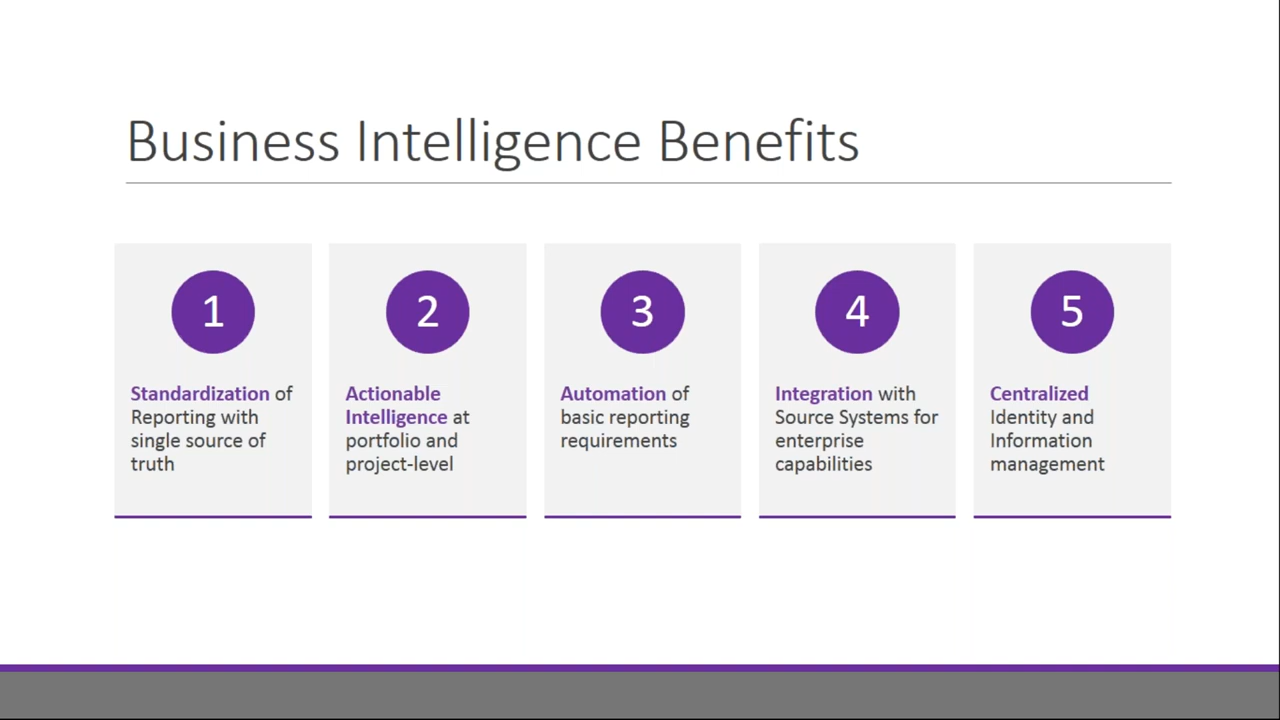 Business Intelligence Benefits
1
Standardization of
Reporting with
single source of
truth
2
Actionable
Intelligence at
portfolio and
project-level
3
Automation of
basic reporting
requirements
4
Integration with
Source Systems for
enterprise
capabilities
5
Centralized
Identity and
Information
management